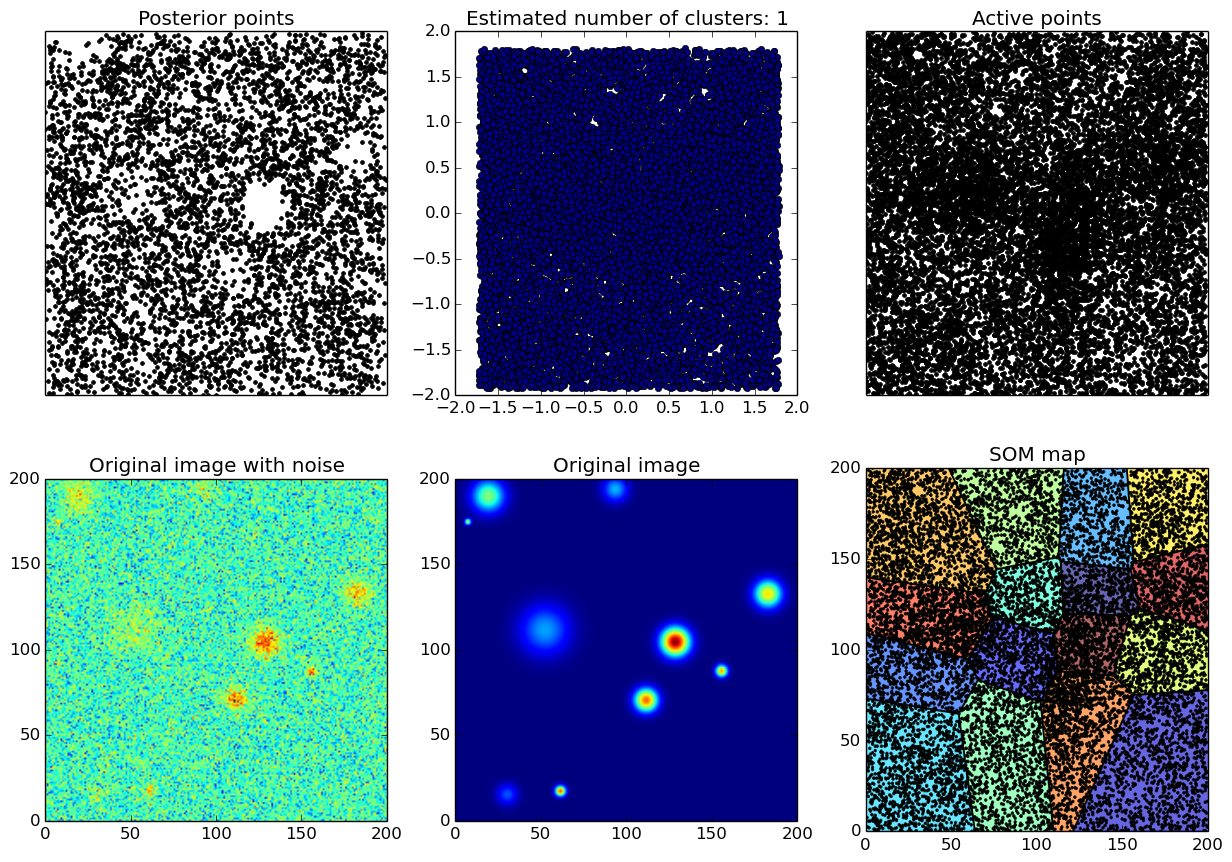 Posterior points
Estimated number of clusters: 1
Active points
2.0
1.5
1.0
0.5
0.0
−0.5
−1.0
−1.5
−2.0
−2.0 −1.5 −1.0 −0.5 0.0 0.5 1.0 1.5 2.0
Original image with noise
Original image
SOM map
200
150
100
50
0
0 50 100 150 200
200
150
100
50
0
0 50 100 150 200
200
150
100
50
0
0 50 100 150 200